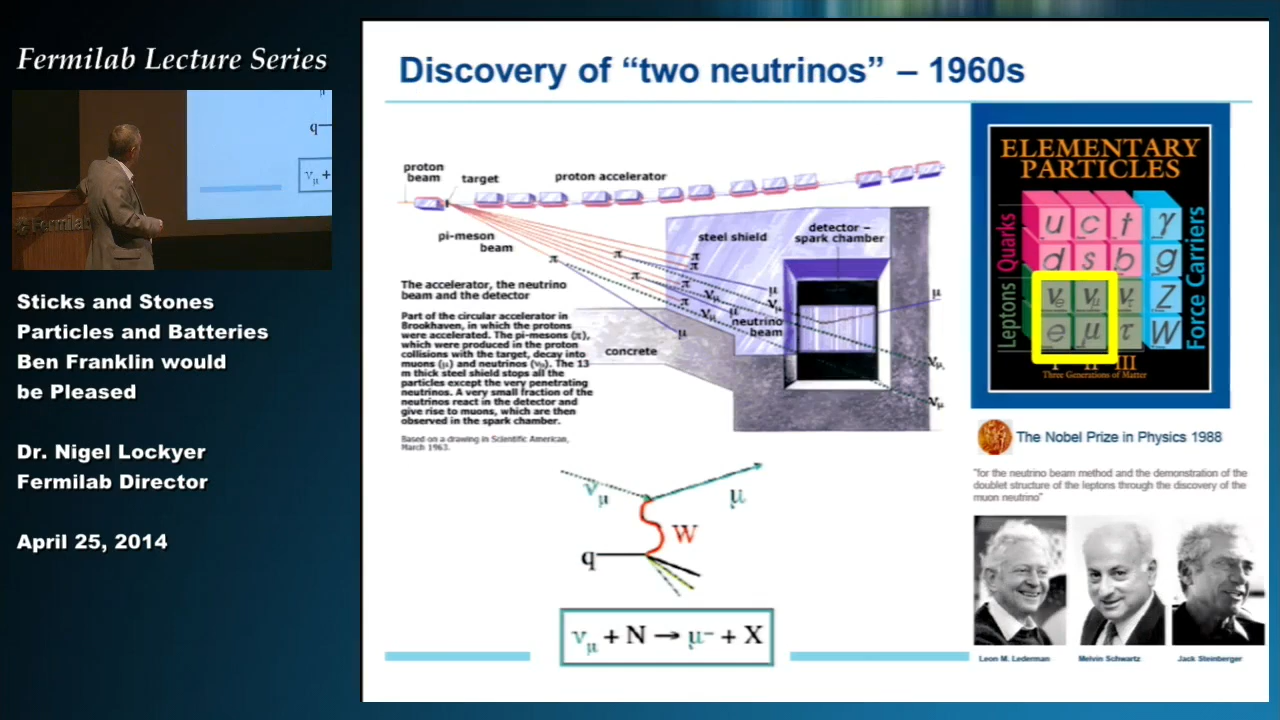 Fermilab Lecture Series
Sticks and Stones
Particles and Batteries
Ben Franklin would
be Pleased
Dr. Nigel Lockyer
Fermilab Director
April 25, 2014
Fermilab
q
ν μ +
Discovery of “two neutrinos” – 1960s
proton
beam
target
proton accelerator
pi-meson
beam
steel shield
detector –
spark chamber
π
π
π
π
π
π
π
μ
ν μ
ν μ
μ
ν μ
μ
μ
neutrino
beam
ν μ
ν μ
concrete
The accelerator, the neutrino
beam and the detector
Part of the circular accelerator in
Brookhaven, in which the protons
were accelerated. The pi-mesons (π),
which were produced in the proton
collisions with the target, decay into
muons (μ) and neutrinos (ν μ). The 13
m thick steel shield stops all the
particles except the very penetrating
neutrinos. A very small fraction of the
neutrinos react in the detector and
give rise to muons, which are then
observed in the spark chamber.
Based on a drawing in Scientific American,
March 1963.
ν μ
μ
W
q
ν μ + N → μ⁻ + X
ELEMENTARY
PARTICLES
Quarks
Leptons
Force Carriers
u c t γ
d s b g
ν e ν μ ν τ Z
e μ τ W
I II III
Three Generations of Matter
The Nobel Prize in Physics 1988
"for the neutrino beam method and the demonstration of the
doublet structure of the leptons through the discovery of the
muon neutrino"
Leon M. Lederman
Melvin Schwartz
Jack Steinberger